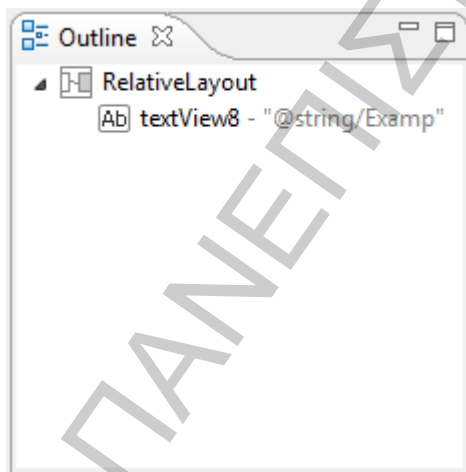 Outline
RelativeLayout
Ab textView8 - "@string/Examp"
ΠΑΝΕΠΙΣ